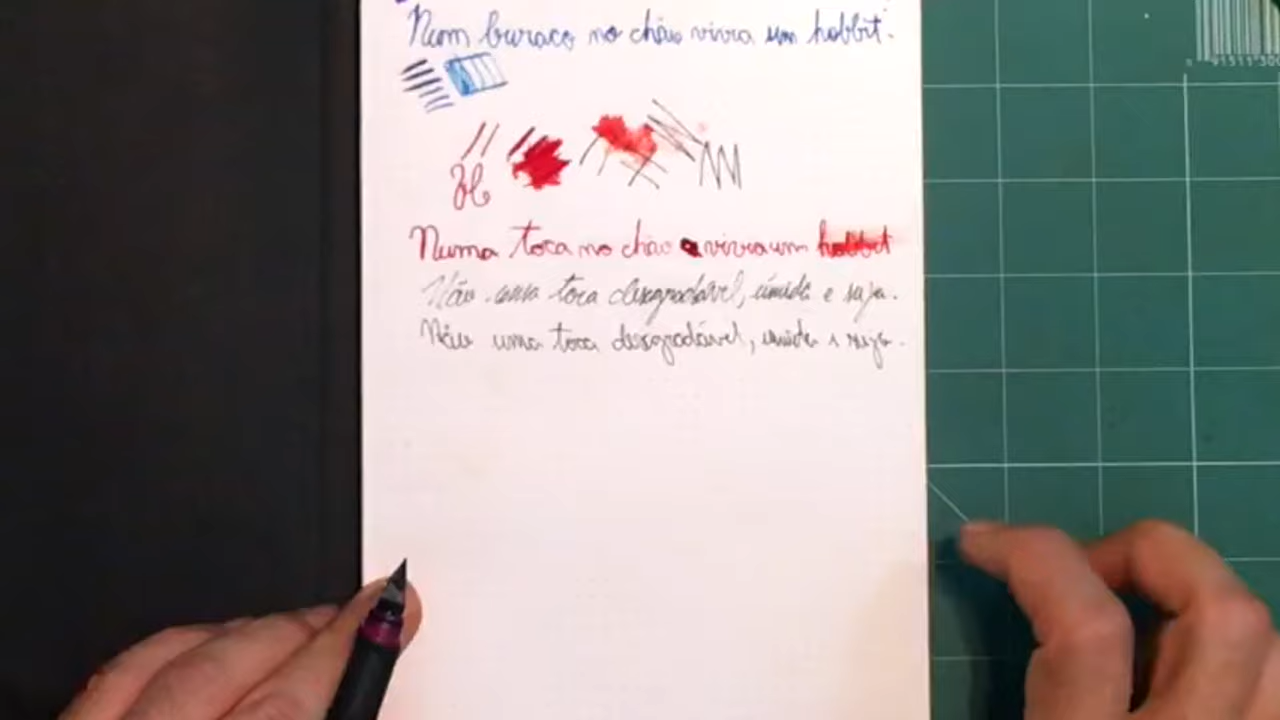 Num buraco no chão vivia um hobbit.
Numa toca no chão vivia um hobbit
Não uma toca desagradável, úmida e suja.
Não uma toca desagradável, úmida e suja.